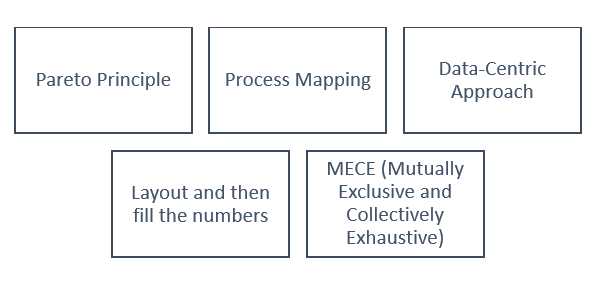 Pareto Principle
Process Mapping
Data-Centric
Approach
Layout and then
fill the numbers
MECE (Mutually
Exclusive and
Collectively
Exhaustive)